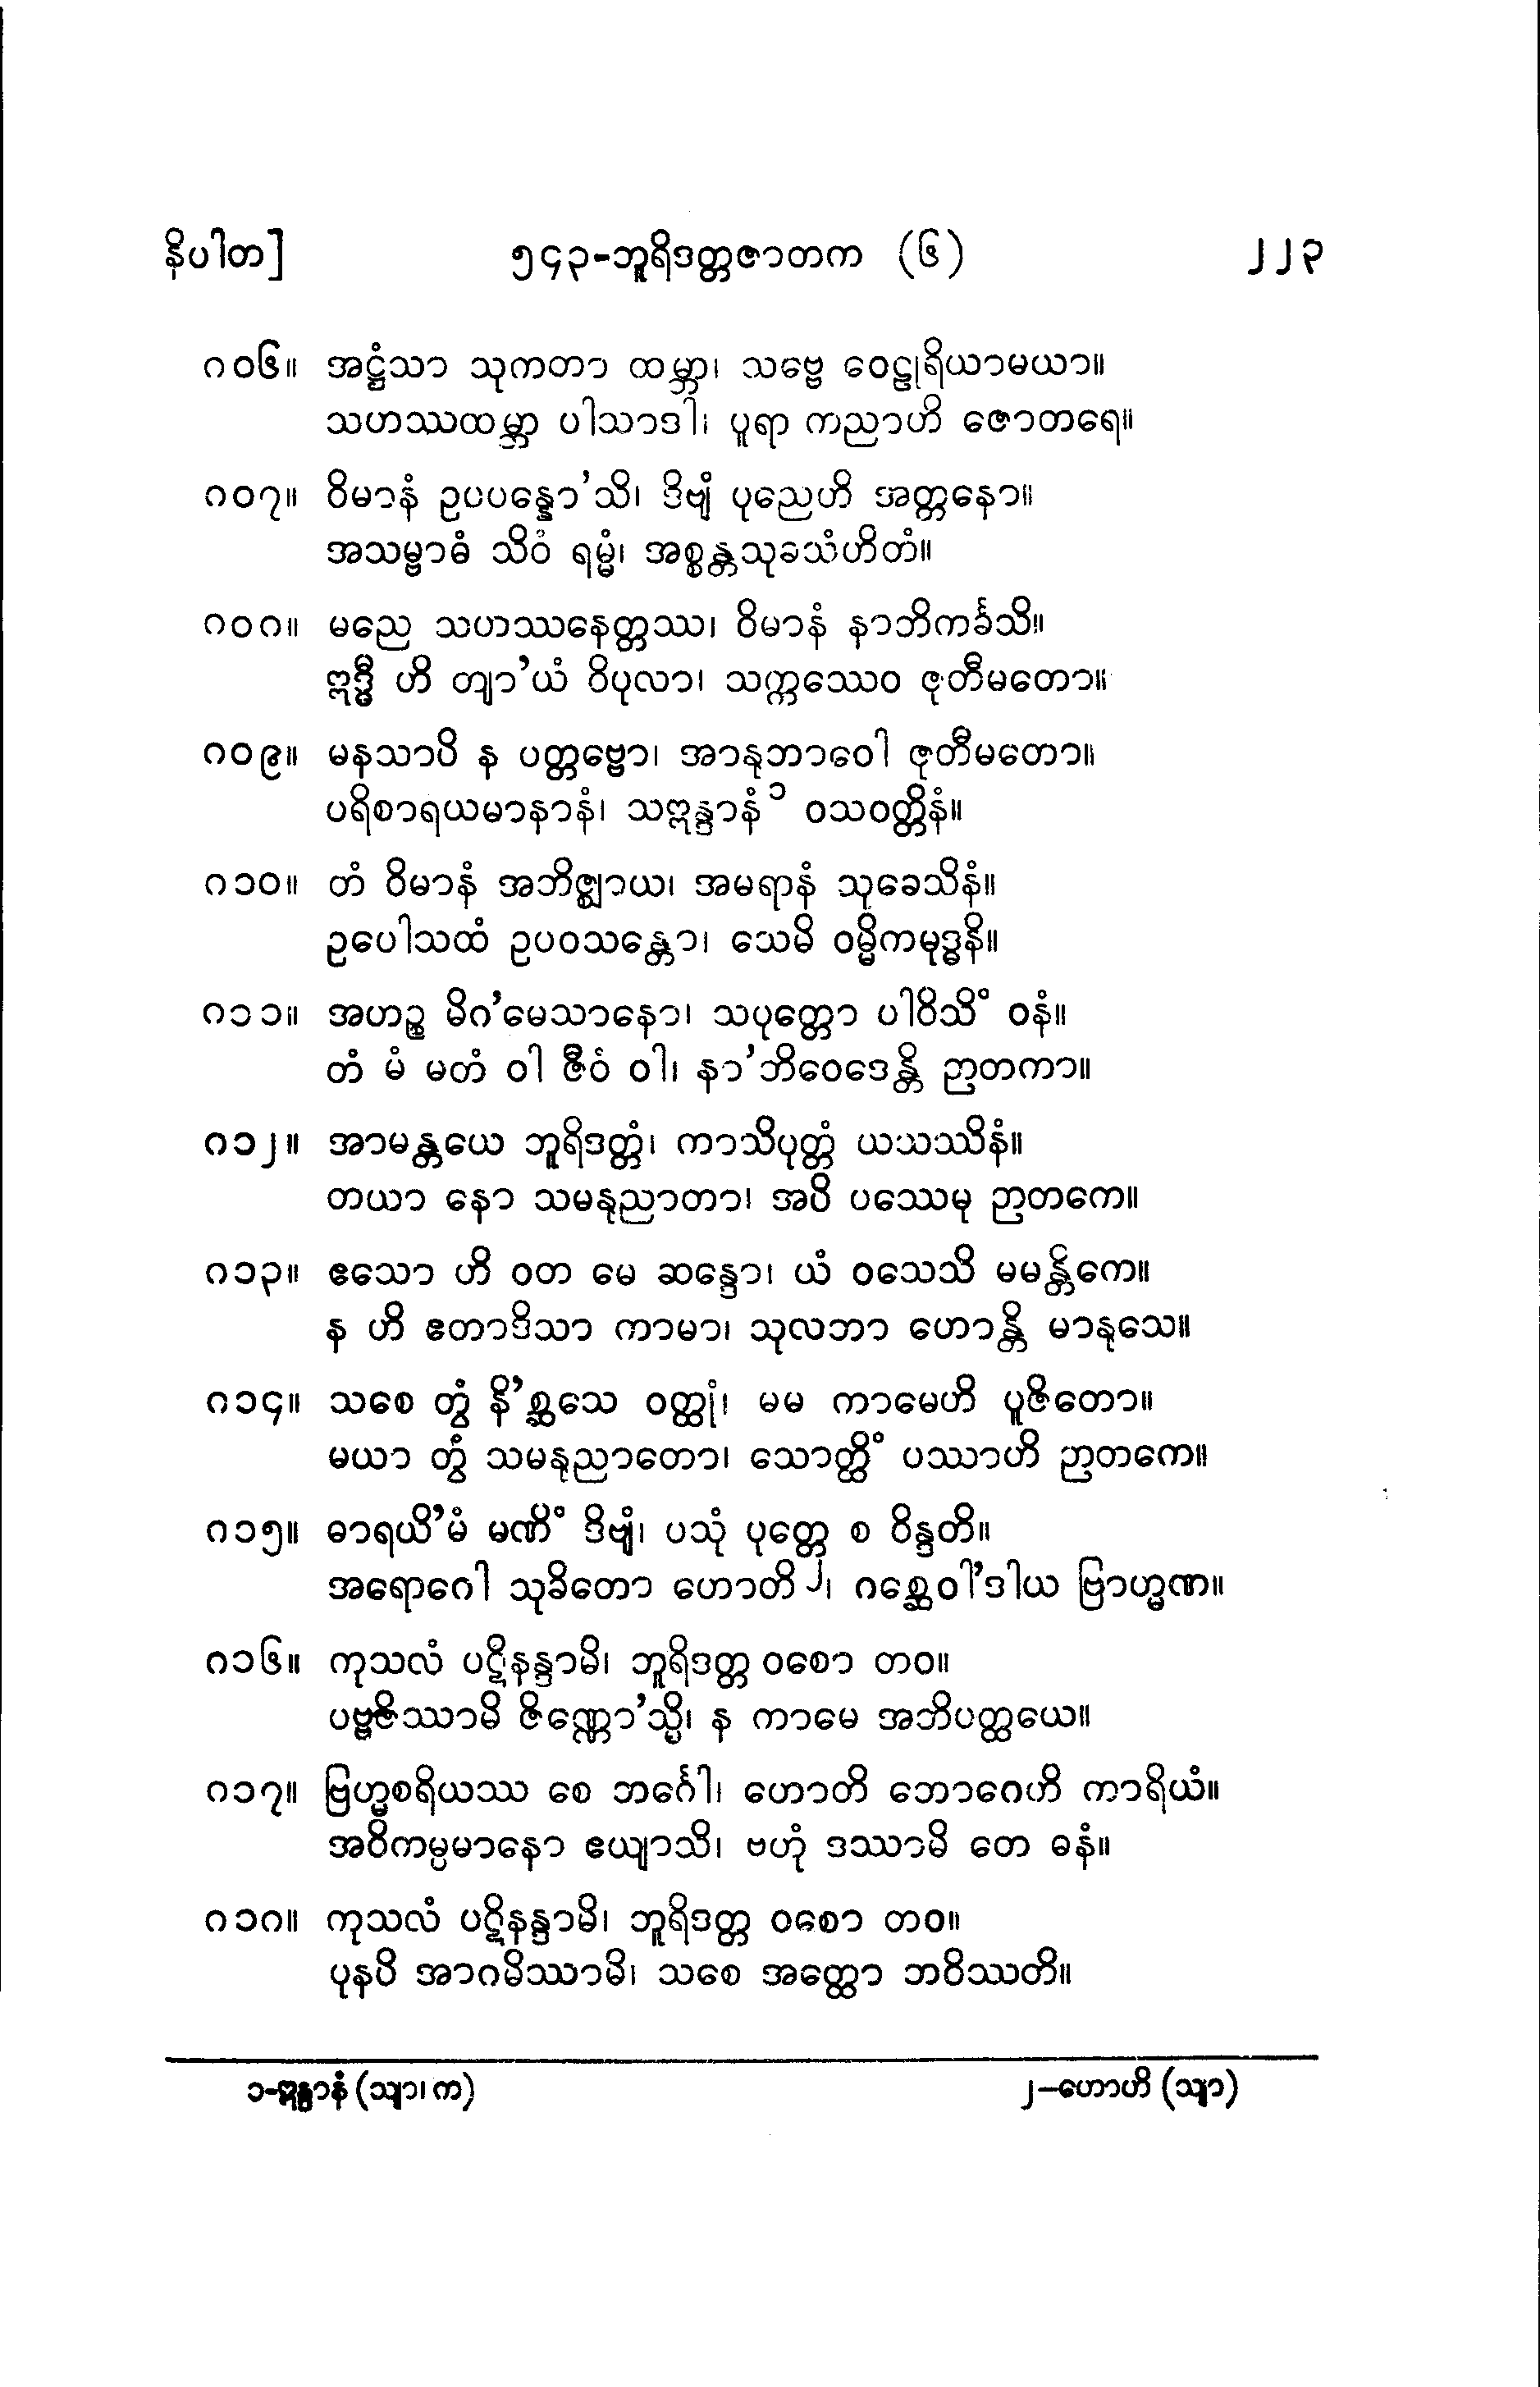 နိပါတ] ၅၄၃-ဘူရိဒတ္တဇာတက (၆) ၂၂၃
၈၀၆။ အဋ္ဌံသာ သုကတာ ထမ္ဘာ၊ သဗ္ဗေ ဝေဠုရိယာမယာ။
သဟဿထမ္ဘာ ပါသာဒါ၊ ပူရာ ကညာဟိ ဇောတရေ။
၈၀၇။ ဝိမာနံ ဥပပန္နော'သိ၊ ဒိဗျံ ပုညေဟိ အတ္တနော။
အသမ္ဗာဓံ သိဝံ ရမ္မံ၊ အစ္စန္တသုခသံဟိတံ။
၈၀၈။ မညေ သဟဿနေတ္တဿ၊ ဝိမာနံ နာဘိကင်္ခသိ။
ဣဒ္ဓီ ဟိ တျာ'ယံ ဝိပုလာ၊ သက္ကဿေဝ ဇုတီမတော။
၈၀၉။ မနသာပိ န ပတ္တဗ္ဗော၊ အာနုဘာဝေါ ဇုတီမတော။
ပရိစာရယမာနာနံ၊ သဣန္ဒာနံ ၁ ဝသဝတ္တိနံ။
၈၁၀။ တံ ဝိမာနံ အဘိဇ္ဈာယ၊ အမရာနံ သုခေသိနံ။
ဥပေါသထံ ဥပဝသန္တော၊ သေမိ ဝမ္မိကမုဒ္ဓနိ။
၈၁၁။ အဟဉ္စ မိဂ'မေသာနော၊ သပုတ္တော ပါဝိသိံ ဝနံ။
တံ မံ မတံ ဝါ ဇီဝံ ဝါ၊ နာ'ဘိဝေဒေန္တိ ဉာတကာ။
၈၁၂။ အာမန္တယေ ဘူရိဒတ္တံ၊ ကာသိပုတ္တံ ယသဿိနံ။
တယာ နော သမနုညာတာ၊ အပိ ပဿေမု ဉာတကေ။
၈၁၃။ ဧသော ဟိ ဝတ မေ ဆန္ဒော၊ ယံ ဝသေသိ မမန္တိကေ။
န ဟိ ဧတာဒိသာ ကာမာ၊ သုလဘာ ဟောန္တိ မာနုသေ။
၈၁၄။ သစေ တွံ နိ'စ္ဆသေ ဝတ္ထုံ၊ မမ ကာမေဟိ ပူဇိတော။
မယာ တွံ သမနုညာတော၊ သောတ္ထိံ ပဿာဟိ ဉာတကေ။
၈၁၅။ ဓာရယိ'မံ မဏိံ ဒိဗျံ၊ ပသုံ ပုတ္တေ စ ဝိန္ဒတိ။
အရောဂေါ သုခိတော ဟောတိ ၂၊ ဂစ္ဆေဝါ'ဒါယ ဗြာဟ္မဏ။
၈၁၆။ ကုသလံ ပဋိနန္ဒာမိ၊ ဘူရိဒတ္တ ဝစော တဝ။
ပဗ္ဗဇိဿာမိ ဇိဏ္ဏော'သ္မိ၊ န ကာမေ အဘိပတ္ထယေ။
၈၁၇။ ဗြဟ္မစရိယဿ စေ ဘင်္ဂေါ၊ ဟောတိ ဘောဂေဟိ ကာရိယံ။
အဝိကမ္ပမာနော ဧယျာသိ၊ ဗဟုံ ဒဿာမိ တေ ဓနံ။
၈၁၈။ ကုသလံ ပဋိနန္ဒာမိ၊ ဘူရိဒတ္တ ဝစော တဝ။
ပုနပိ အာဂမိဿာမိ၊ သစေ အတ္ထော ဘဝိဿတိ။
၁-ဣန္ဒာနံ (သျာ၊ က) ၂-ဟောဟိ (သျာ)